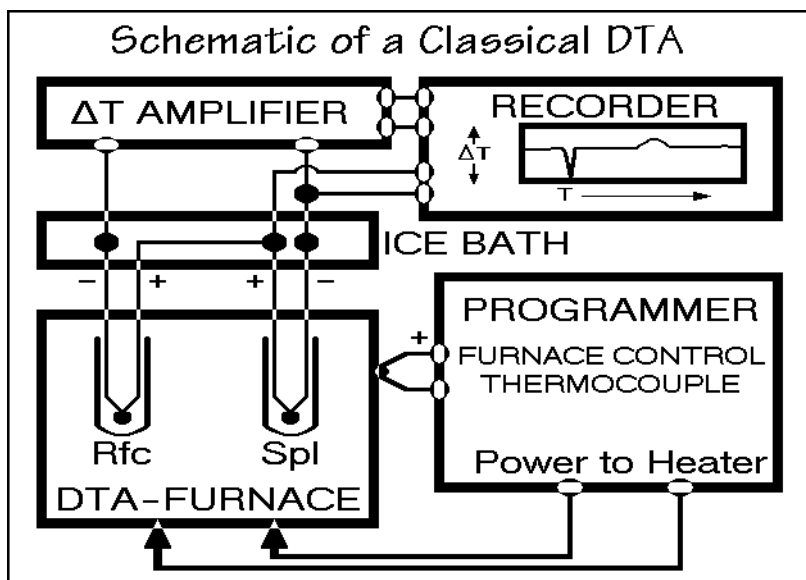 Schematic of a Classical DTA
ΔT AMPLIFIER
RECORDER
ΔT
T
ICE BATH
− + + −
PROGRAMMER
+
FURNACE CONTROL
THERMOCOUPLE
Rfc Spl
Power to Heater
DTA-FURNACE